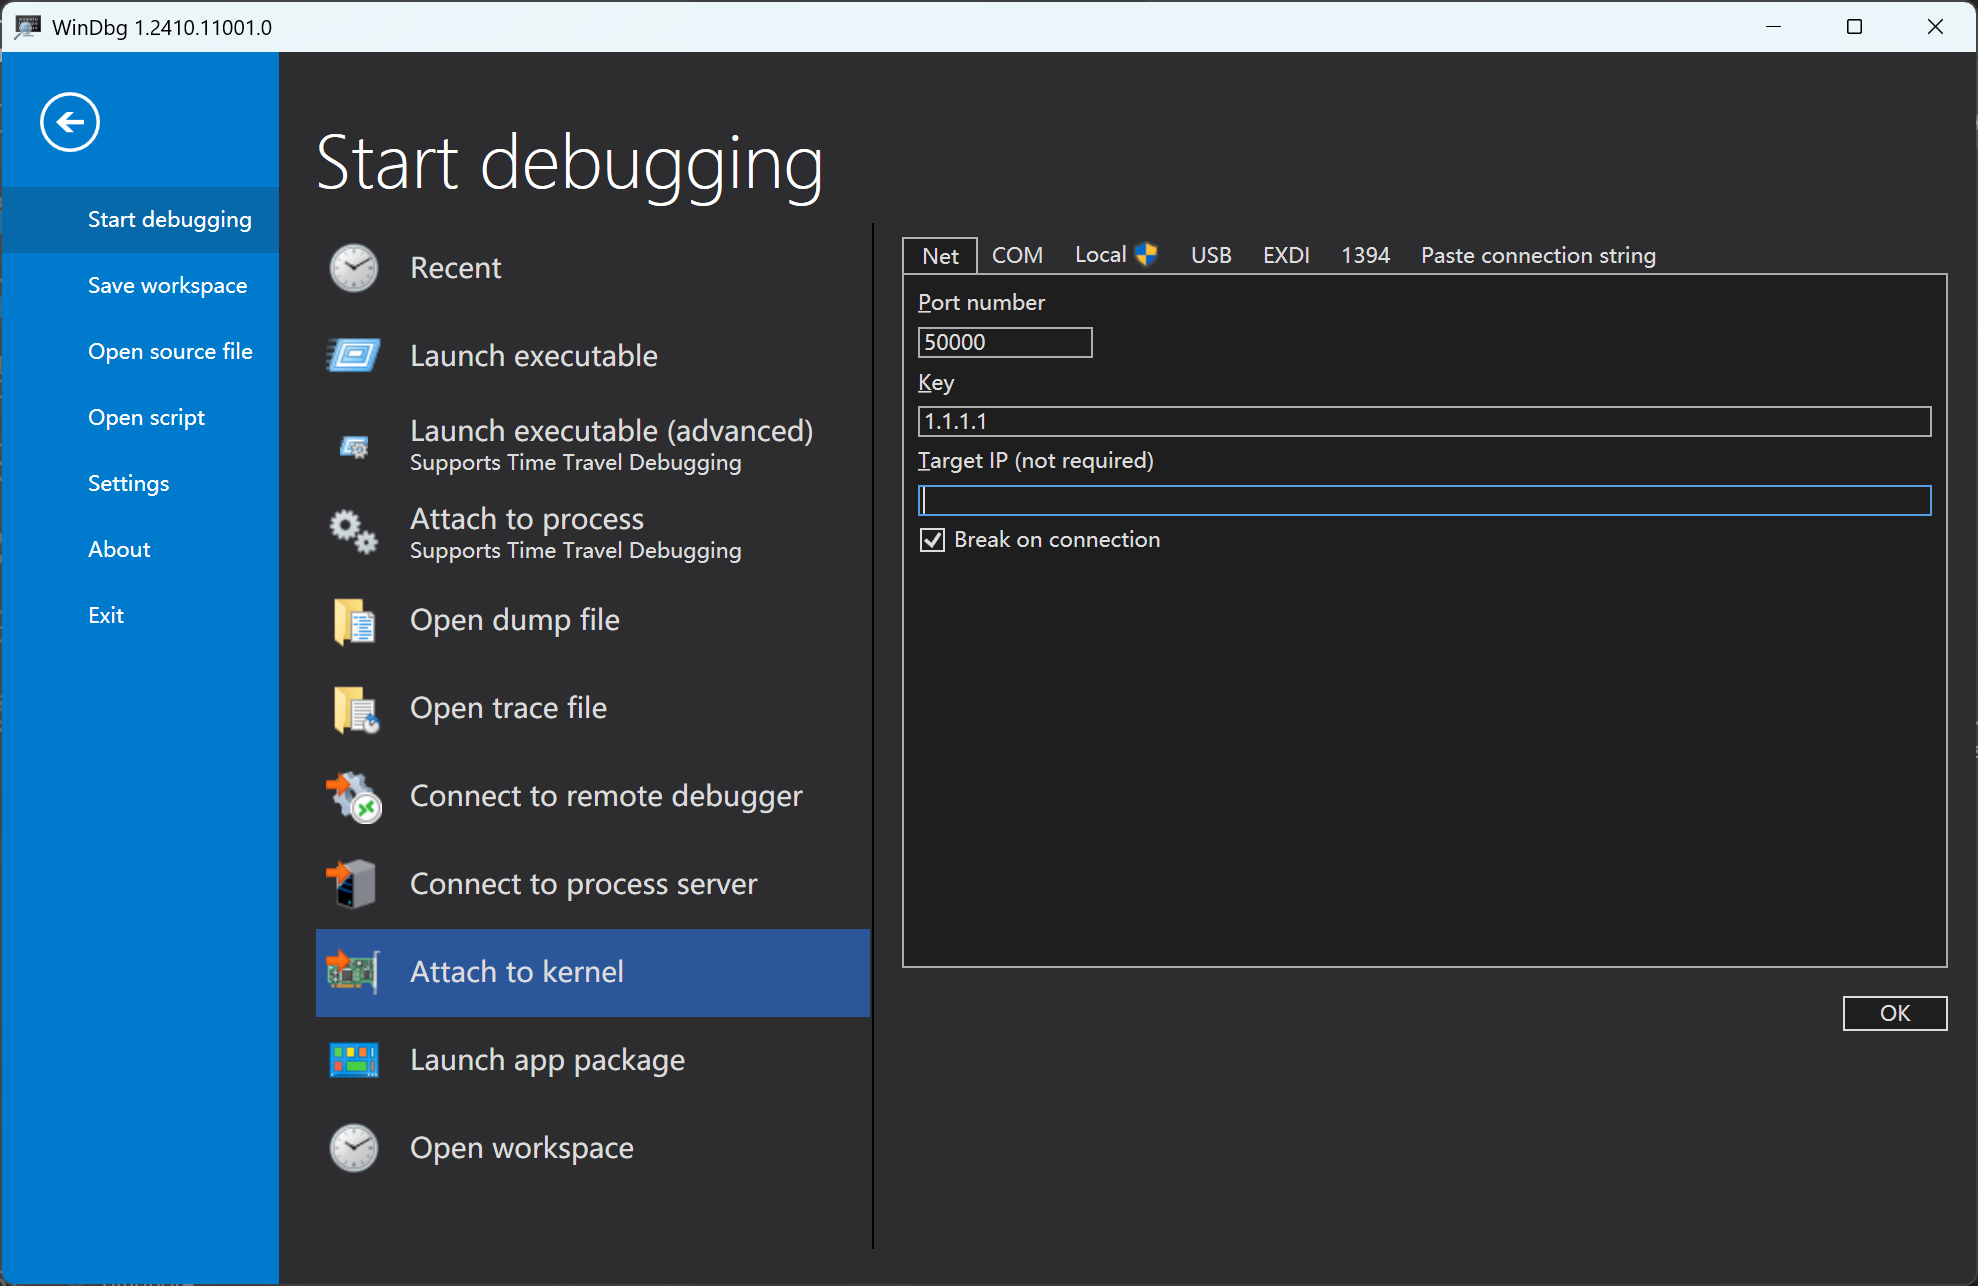 WinDbg 1.2410.11001.0
Start debugging
Save workspace
Open source file
Open script
Settings
About
Exit
Start debugging
Recent
Launch executable
Launch executable (advanced)
Supports Time Travel Debugging
Attach to process
Supports Time Travel Debugging
Open dump file
Open trace file
Connect to remote debugger
Connect to process server
Attach to kernel
Launch app package
Open workspace
Net COM Local USB EXDI 1394 Paste connection string
Port number
50000
Key
1.1.1.1
Target IP (not required)
Break on connection
OK